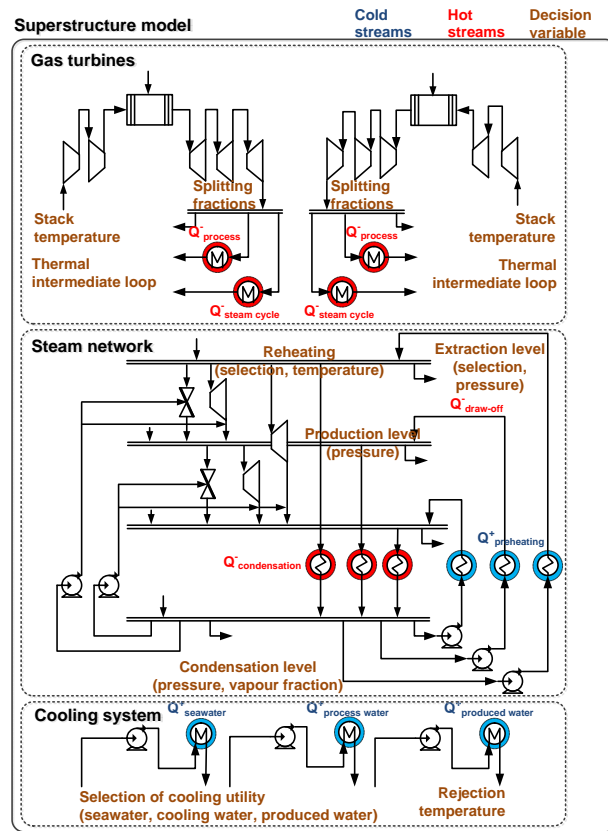 Superstructure model
Cold
streams
Hot
streams
Decision
variable
Gas turbines
Splitting
fractions
Splitting
fractions
Stack
temperature
Q-process
Q-process
Stack
temperature
Thermal
intermediate loop
Thermal
intermediate loop
M
M
M
M
Q-steam cycle
Q-steam cycle
Steam network
Reheating
(selection, temperature)
Extraction level
(selection,
pressure)
Q-draw-off
Production level
(pressure)
Q+preheating
Q-condensation
Condensation level
(pressure, vapour fraction)
Cooling system
Q+seawater
Q+process water
Q+produced water
M
M
M
Selection of cooling utility
(seawater, cooling water, produced water)
Rejection
temperature